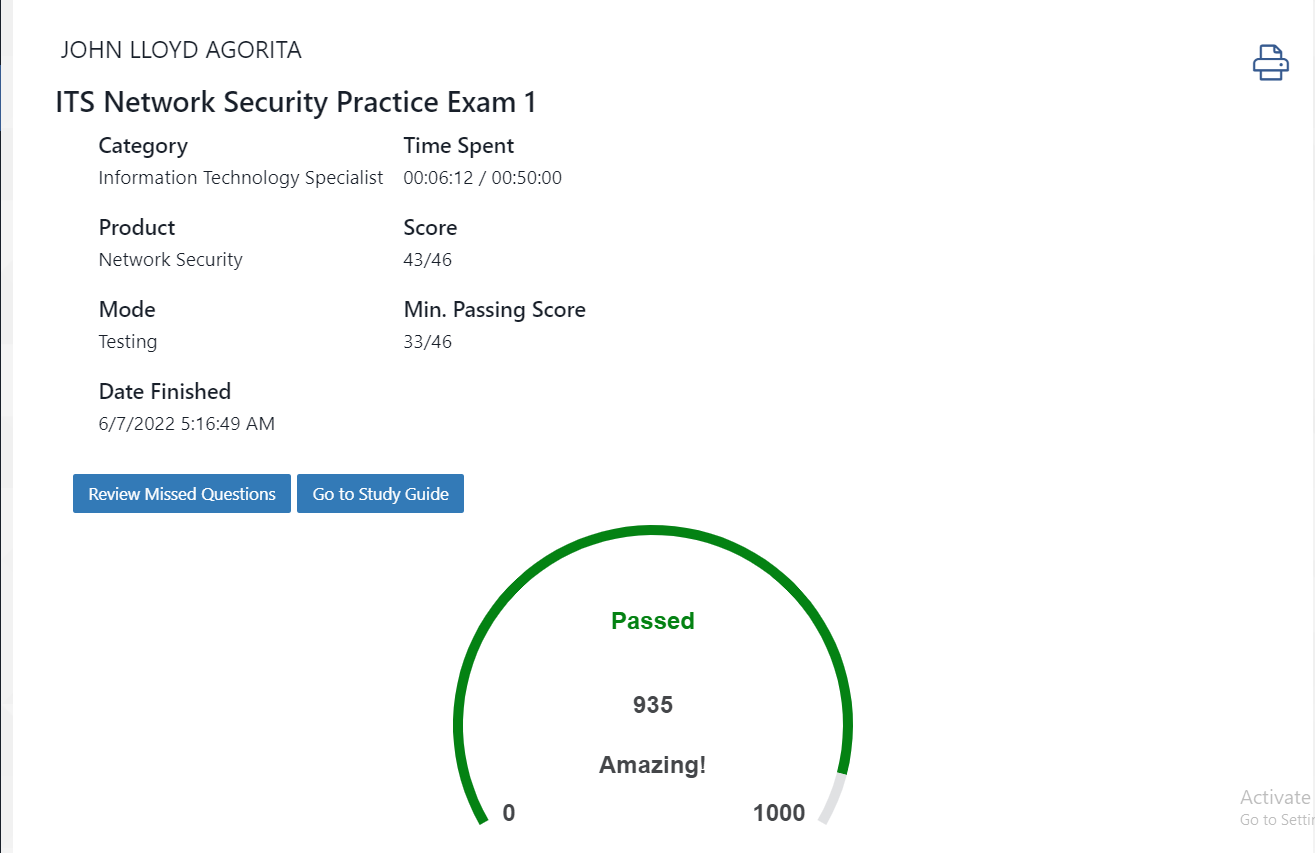 JOHN LLOYD AGORITA
ITS Network Security Practice Exam 1
Category
Information Technology Specialist
Time Spent
00:06:12 / 00:50:00
Product
Network Security
Score
43/46
Mode
Testing
Min. Passing Score
33/46
Date Finished
6/7/2022 5:16:49 AM
Review Missed Questions
Go to Study Guide
Passed
935
Amazing!
0
1000
Activate
Go to